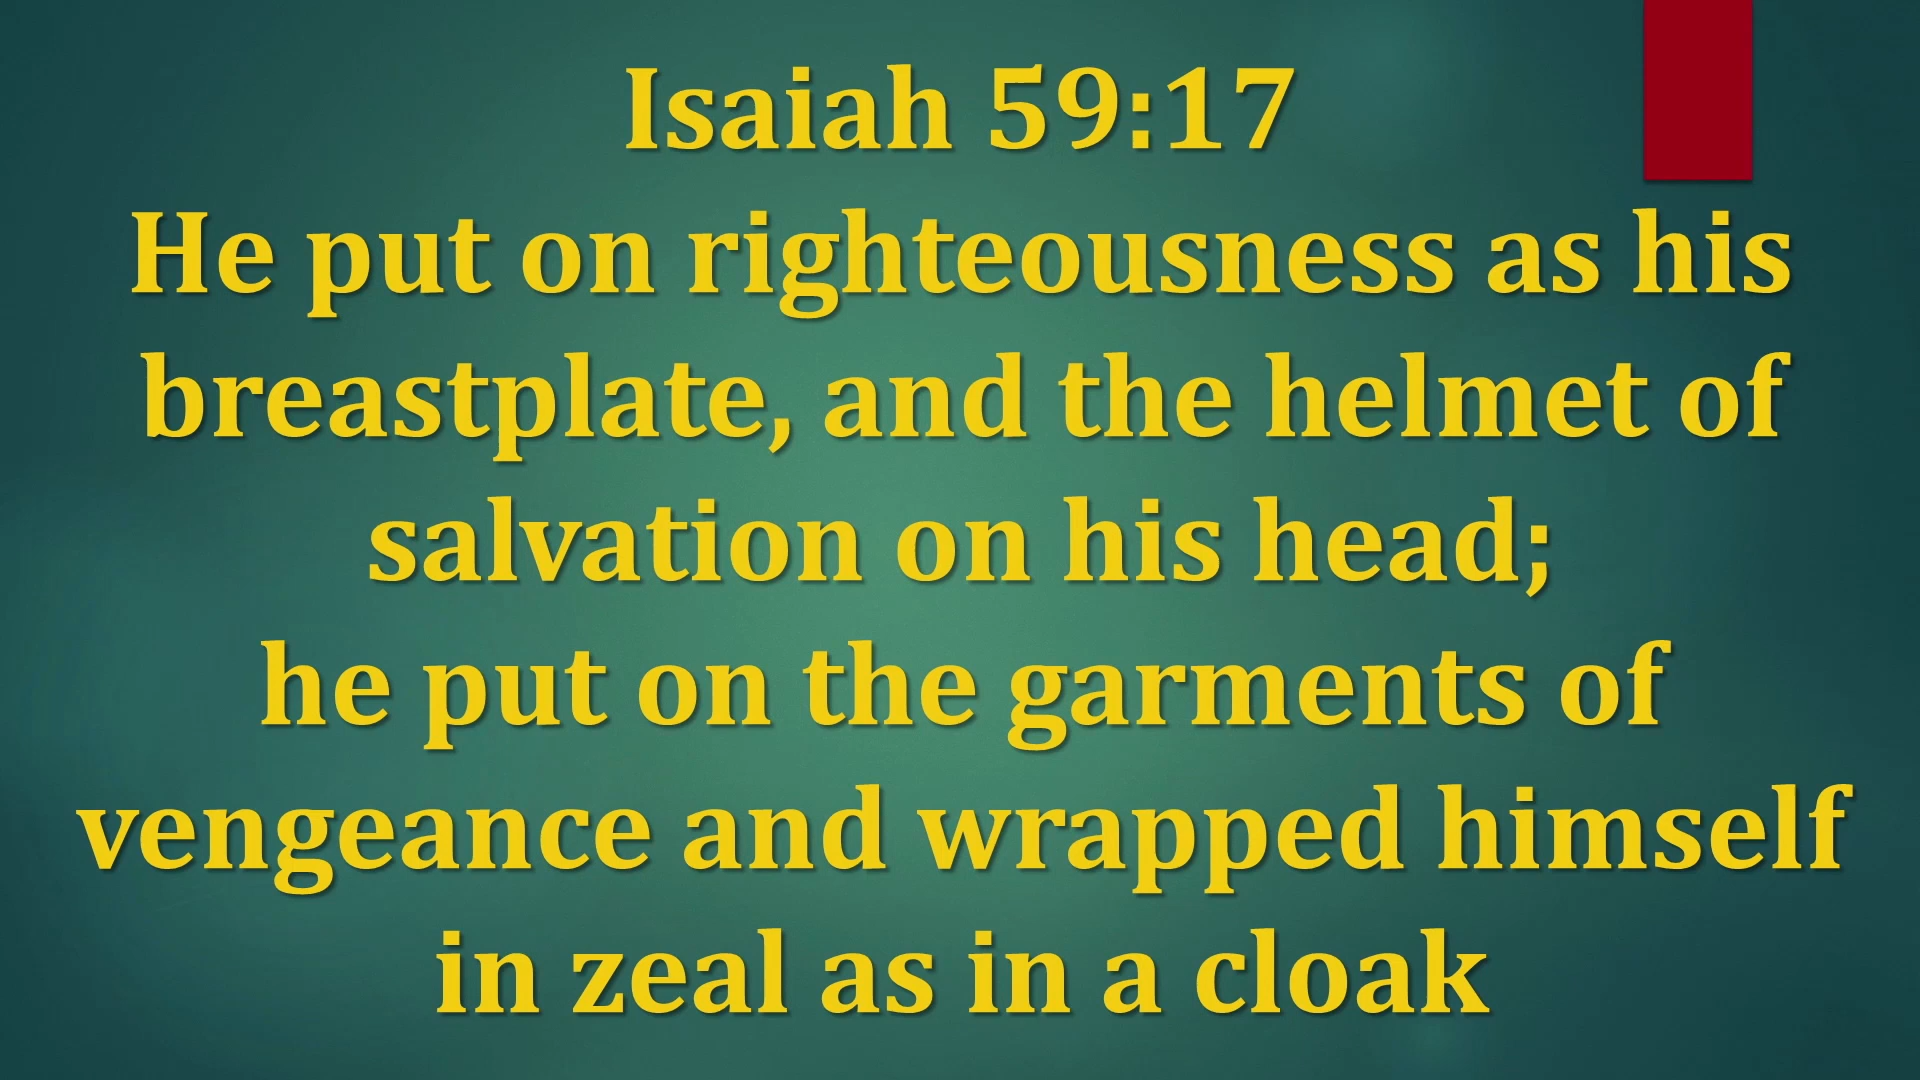 Isaiah 59:17
He put on righteousness as his
breastplate, and the helmet of
salvation on his head;
he put on the garments of
vengeance and wrapped himself
in zeal as in a cloak